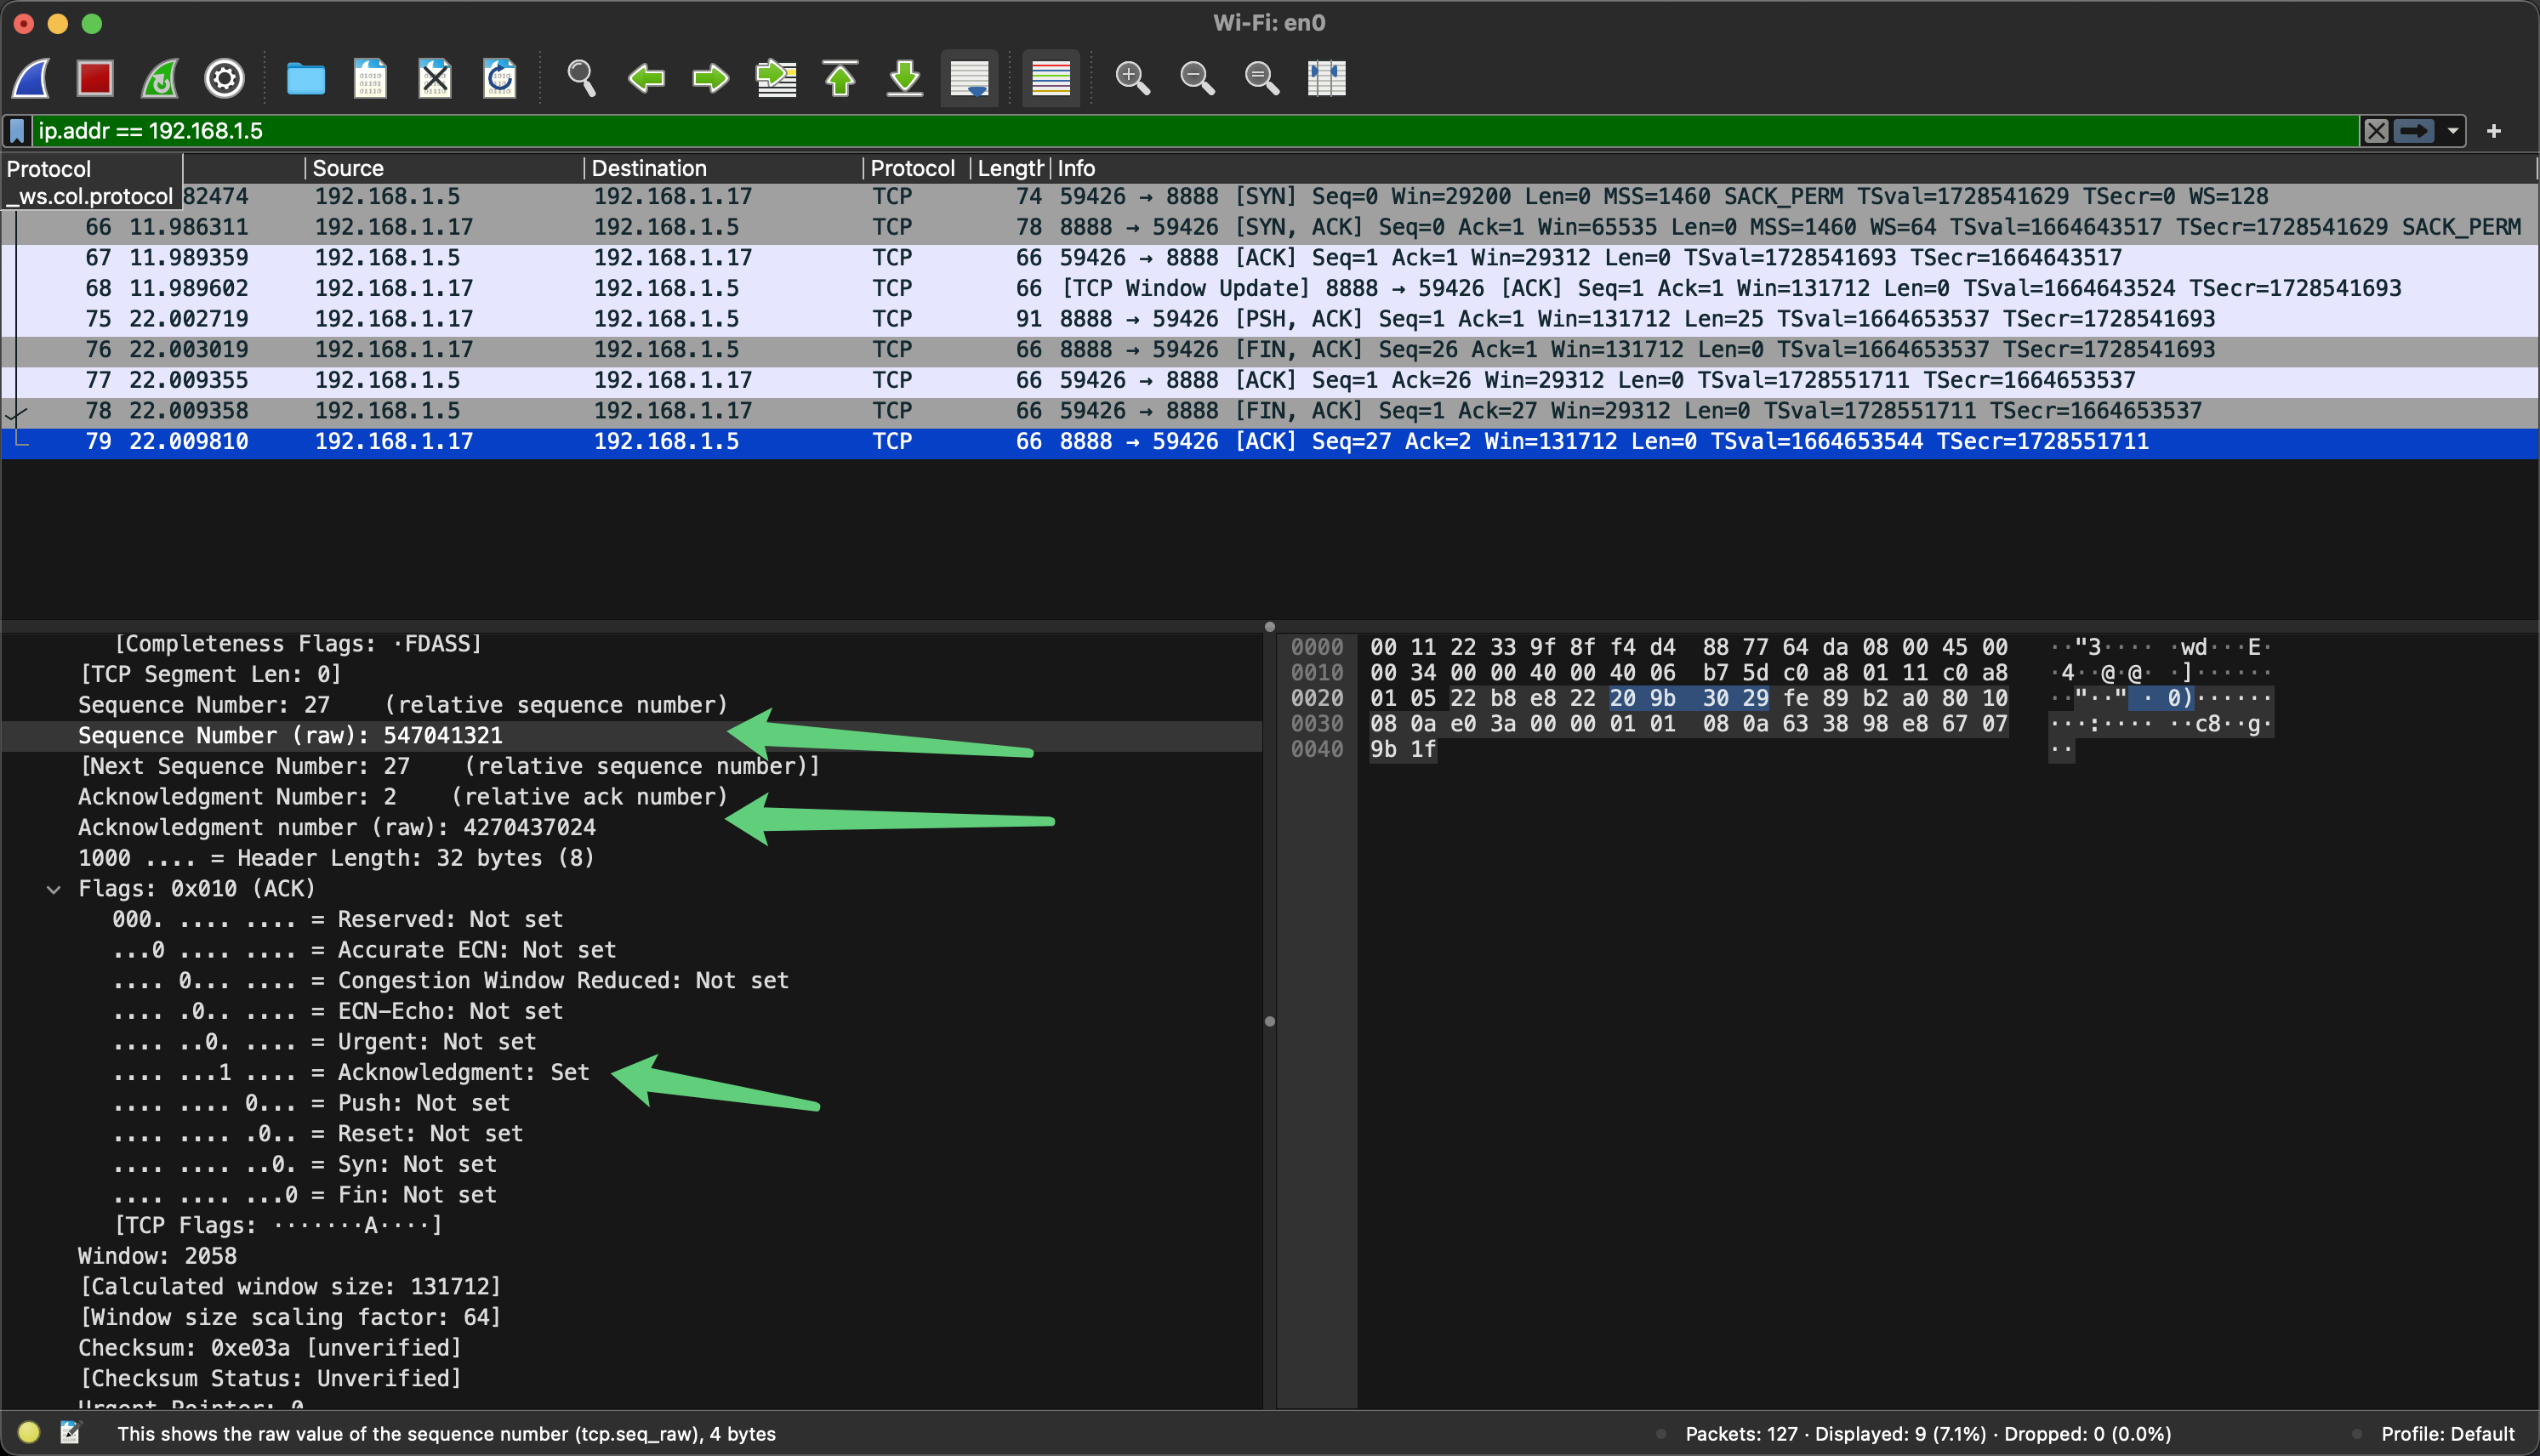 Wi-Fi: en0
ip.addr == 192.168.1.5
Protocol Source Destination Protocol Length Info
_ws.col.protocol 82474 192.168.1.5 192.168.1.17 TCP 74 59426 → 8888 [SYN] Seq=0 Win=29200 Len=0 MSS=1460 SACK_PERM TSval=1728541629 TSecr=0 WS=128
66 11.986311 192.168.1.17 192.168.1.5 TCP 78 8888 → 59426 [SYN, ACK] Seq=0 Ack=1 Win=65535 Len=0 MSS=1460 WS=64 TSval=1664643517 TSecr=1728541629 SACK_PERM
67 11.989359 192.168.1.5 192.168.1.17 TCP 66 59426 → 8888 [ACK] Seq=1 Ack=1 Win=29312 Len=0 TSval=1728541693 TSecr=1664643517
68 11.989602 192.168.1.17 192.168.1.5 TCP 66 [TCP Window Update] 8888 → 59426 [ACK] Seq=1 Ack=1 Win=131712 Len=0 TSval=1664643524 TSecr=1728541693
75 22.002719 192.168.1.17 192.168.1.5 TCP 91 8888 → 59426 [PSH, ACK] Seq=1 Ack=1 Win=131712 Len=25 TSval=1664653537 TSecr=1728541693
76 22.003019 192.168.1.17 192.168.1.5 TCP 66 8888 → 59426 [FIN, ACK] Seq=26 Ack=1 Win=131712 Len=0 TSval=1664653537 TSecr=1728541693
77 22.009355 192.168.1.5 192.168.1.17 TCP 66 59426 → 8888 [ACK] Seq=1 Ack=26 Win=29312 Len=0 TSval=1728551711 TSecr=1664653537
78 22.009358 192.168.1.5 192.168.1.17 TCP 66 59426 → 8888 [FIN, ACK] Seq=1 Ack=27 Win=29312 Len=0 TSval=1728551711 TSecr=1664653537
79 22.009810 192.168.1.17 192.168.1.5 TCP 66 8888 → 59426 [ACK] Seq=27 Ack=2 Win=131712 Len=0 TSval=1664653544 TSecr=1728551711
[Completeness Flags: ·FDASS]
[TCP Segment Len: 0]
Sequence Number: 27 (relative sequence number)
Sequence Number (raw): 547041321
[Next Sequence Number: 27 (relative sequence number)]
Acknowledgment Number: 2 (relative ack number)
Acknowledgment number (raw): 4270437024
1000 .... = Header Length: 32 bytes (8)
Flags: 0x010 (ACK)
000. .... .... = Reserved: Not set
...0 .... .... = Accurate ECN: Not set
.... 0... .... = Congestion Window Reduced: Not set
.... .0.. .... = ECN-Echo: Not set
.... ..0. .... = Urgent: Not set
.... ...1 .... = Acknowledgment: Set
.... .... 0... = Push: Not set
.... .... .0.. = Reset: Not set
.... .... ..0. = Syn: Not set
.... .... ...0 = Fin: Not set
[TCP Flags: ·······A····]
Window: 2058
[Calculated window size: 131712]
[Window size scaling factor: 64]
Checksum: 0xe03a [unverified]
[Checksum Status: Unverified]
Urgent Pointer: 0
0000 00 11 22 33 9f 8f f4 d4 88 77 64 da 08 00 45 00 ··"3···· ·wd···E·
0010 00 34 00 00 40 00 40 06 b7 5d c0 a8 01 11 c0 a8 ·4··@·@· ·]······
0020 01 05 22 b8 e8 22 20 9b 30 29 fe 89 b2 a0 80 10 ··"··" · 0)······
0030 08 0a e0 3a 00 00 01 01 08 0a 63 38 98 e8 67 07 ···:···· ··c8··g·
0040 9b 1f ··
This shows the raw value of the sequence number (tcp.seq_raw), 4 bytes
Packets: 127 · Displayed: 9 (7.1%) · Dropped: 0 (0.0%)
Profile: Default